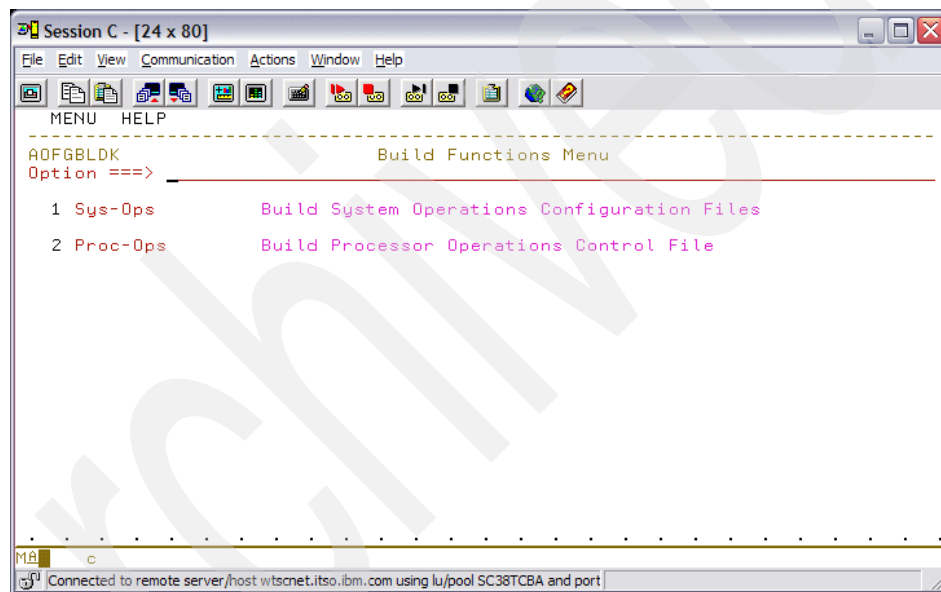 Session C - [24 x 80]
File Edit View Communication Actions Window Help
MENU HELP
AOFGBLDK Build Functions Menu
Option ===>
1 Sys-Ops Build System Operations Configuration Files
2 Proc-Ops Build Processor Operations Control File
MA c
Connected to remote server/host wtscnet.itso.ibm.com using lu/pool SC38TCBA and port